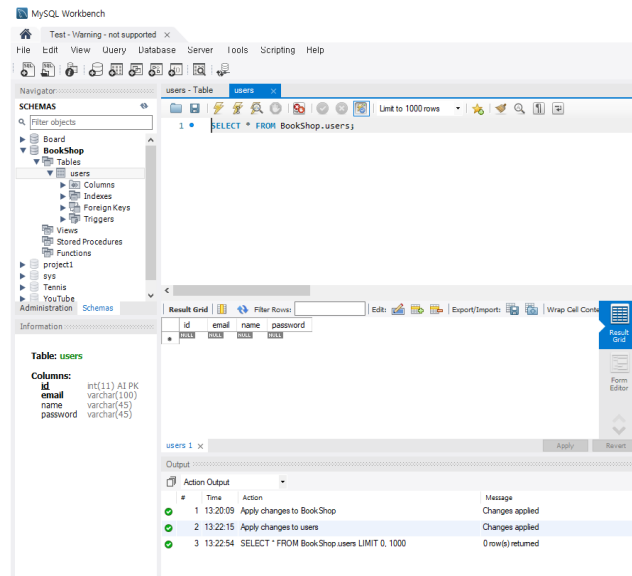 MySQL Workbench
Test - Warning - not supported
File Edit View Query Database Server Tools Scripting Help
Navigator
SCHEMAS
Filter objects
Board
BookShop
Tables
users
Columns
Indexes
Foreign Keys
Triggers
Views
Stored Procedures
Functions
project1
sys
Tennis
YouTube
Administration Schemas
Information
Table: users
Columns:
id int(11) AI PK
email varchar(100)
name varchar(45)
password varchar(45)
users - Table users
Limit to 1000 rows
1 SELECT * FROM BookShop.users;
Result Grid Filter Rows: Edit: Export/Import: Wrap Cell Conte
id email name password
NULL NULL NULL NULL
Result Grid
Form Editor
users 1 Apply Revert
Output
Action Output
# Time Action Message
1 13:20:09 Apply changes to BookShop Changes applied
2 13:22:15 Apply changes to users Changes applied
3 13:22:54 SELECT * FROM BookShop.users LIMIT 0, 1000 0 row(s) returned